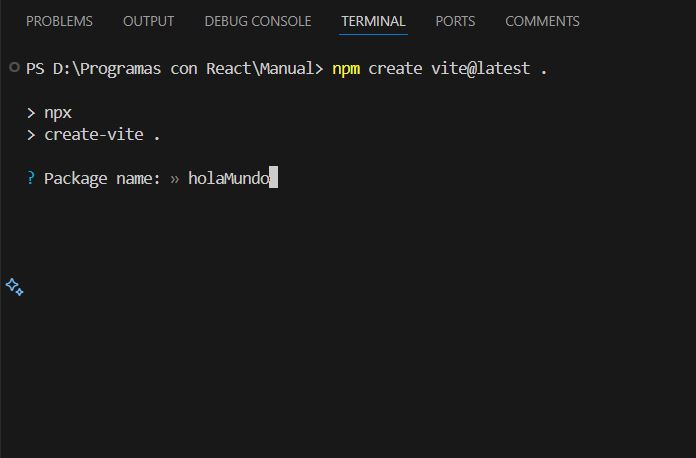 PROBLEMS OUTPUT DEBUG CONSOLE TERMINAL PORTS COMMENTS
PS D:\Programas con React\Manual> npm create vite@latest .
> npx
> create-vite .
? Package name: » holaMundo